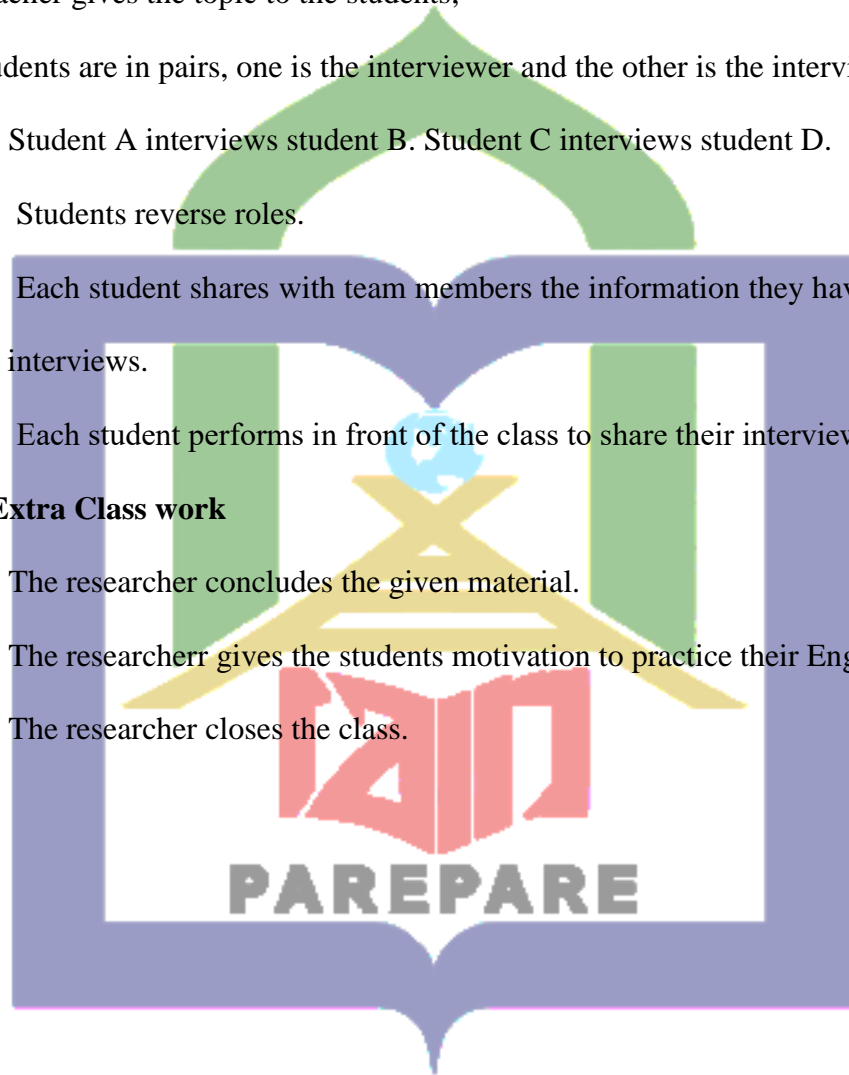 acher gives the topic to the students,
udents are in pairs, one is the interviewer and the other is the intervi
Student A interviews student B. Student C interviews student D.
Students reverse roles.
Each student shares with team members the information they hav
interviews.
Each student performs in front of the class to share their interview
Extra Class work
The researcher concludes the given material.
The researcherr gives the students motivation to practice their Eng
The researcher closes the class.
iain
PAREPARE